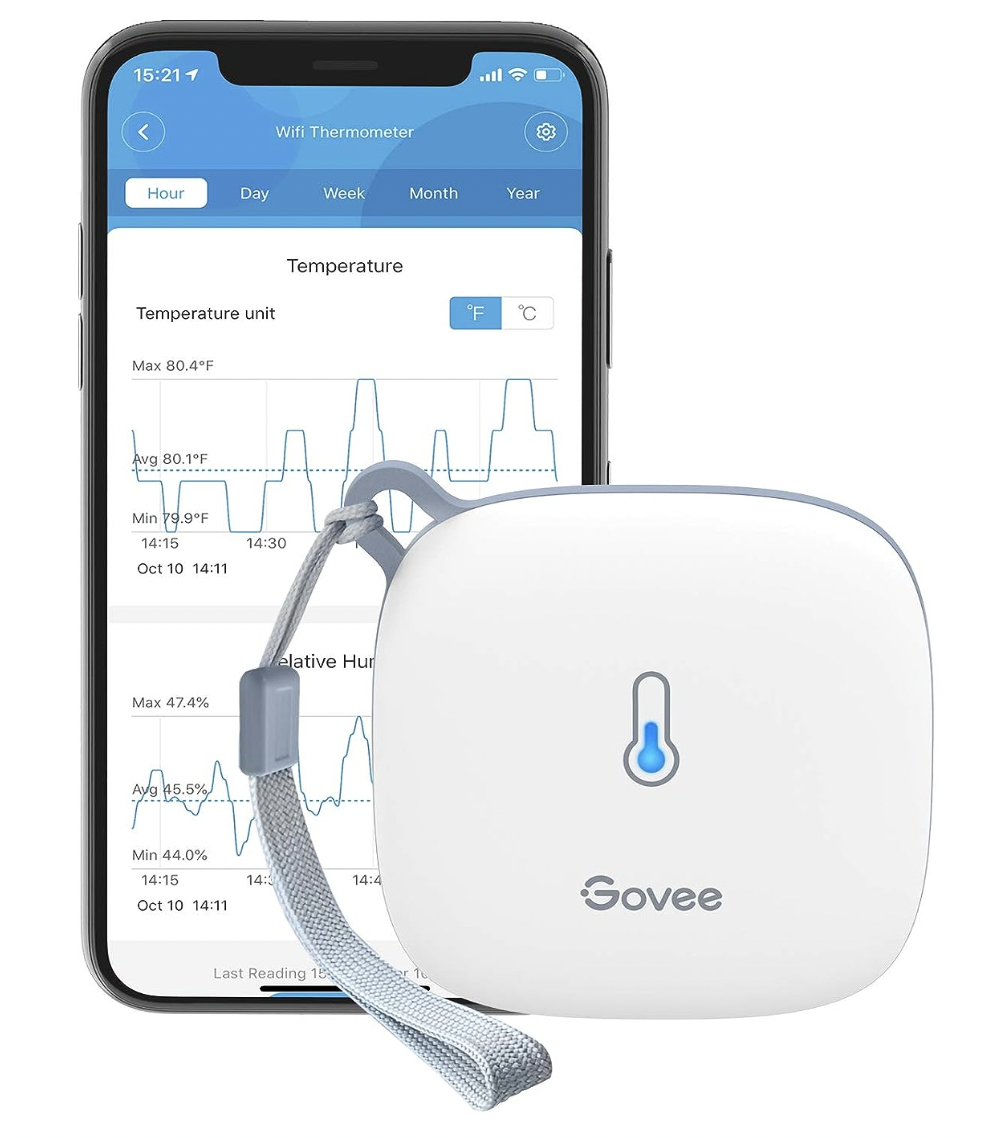 15:21
Wifi Thermometer
Hour Day Week Month Year
Temperature
Temperature unit °F °C
Max 80.4°F
Avg 80.1°F
Min 79.9°F
14:15 14:30
Oct 10 14:11
Max 47.4%
Avg 45.5%
Min 44.0%
14:15
Oct 10 14:11
Last Reading
Govee